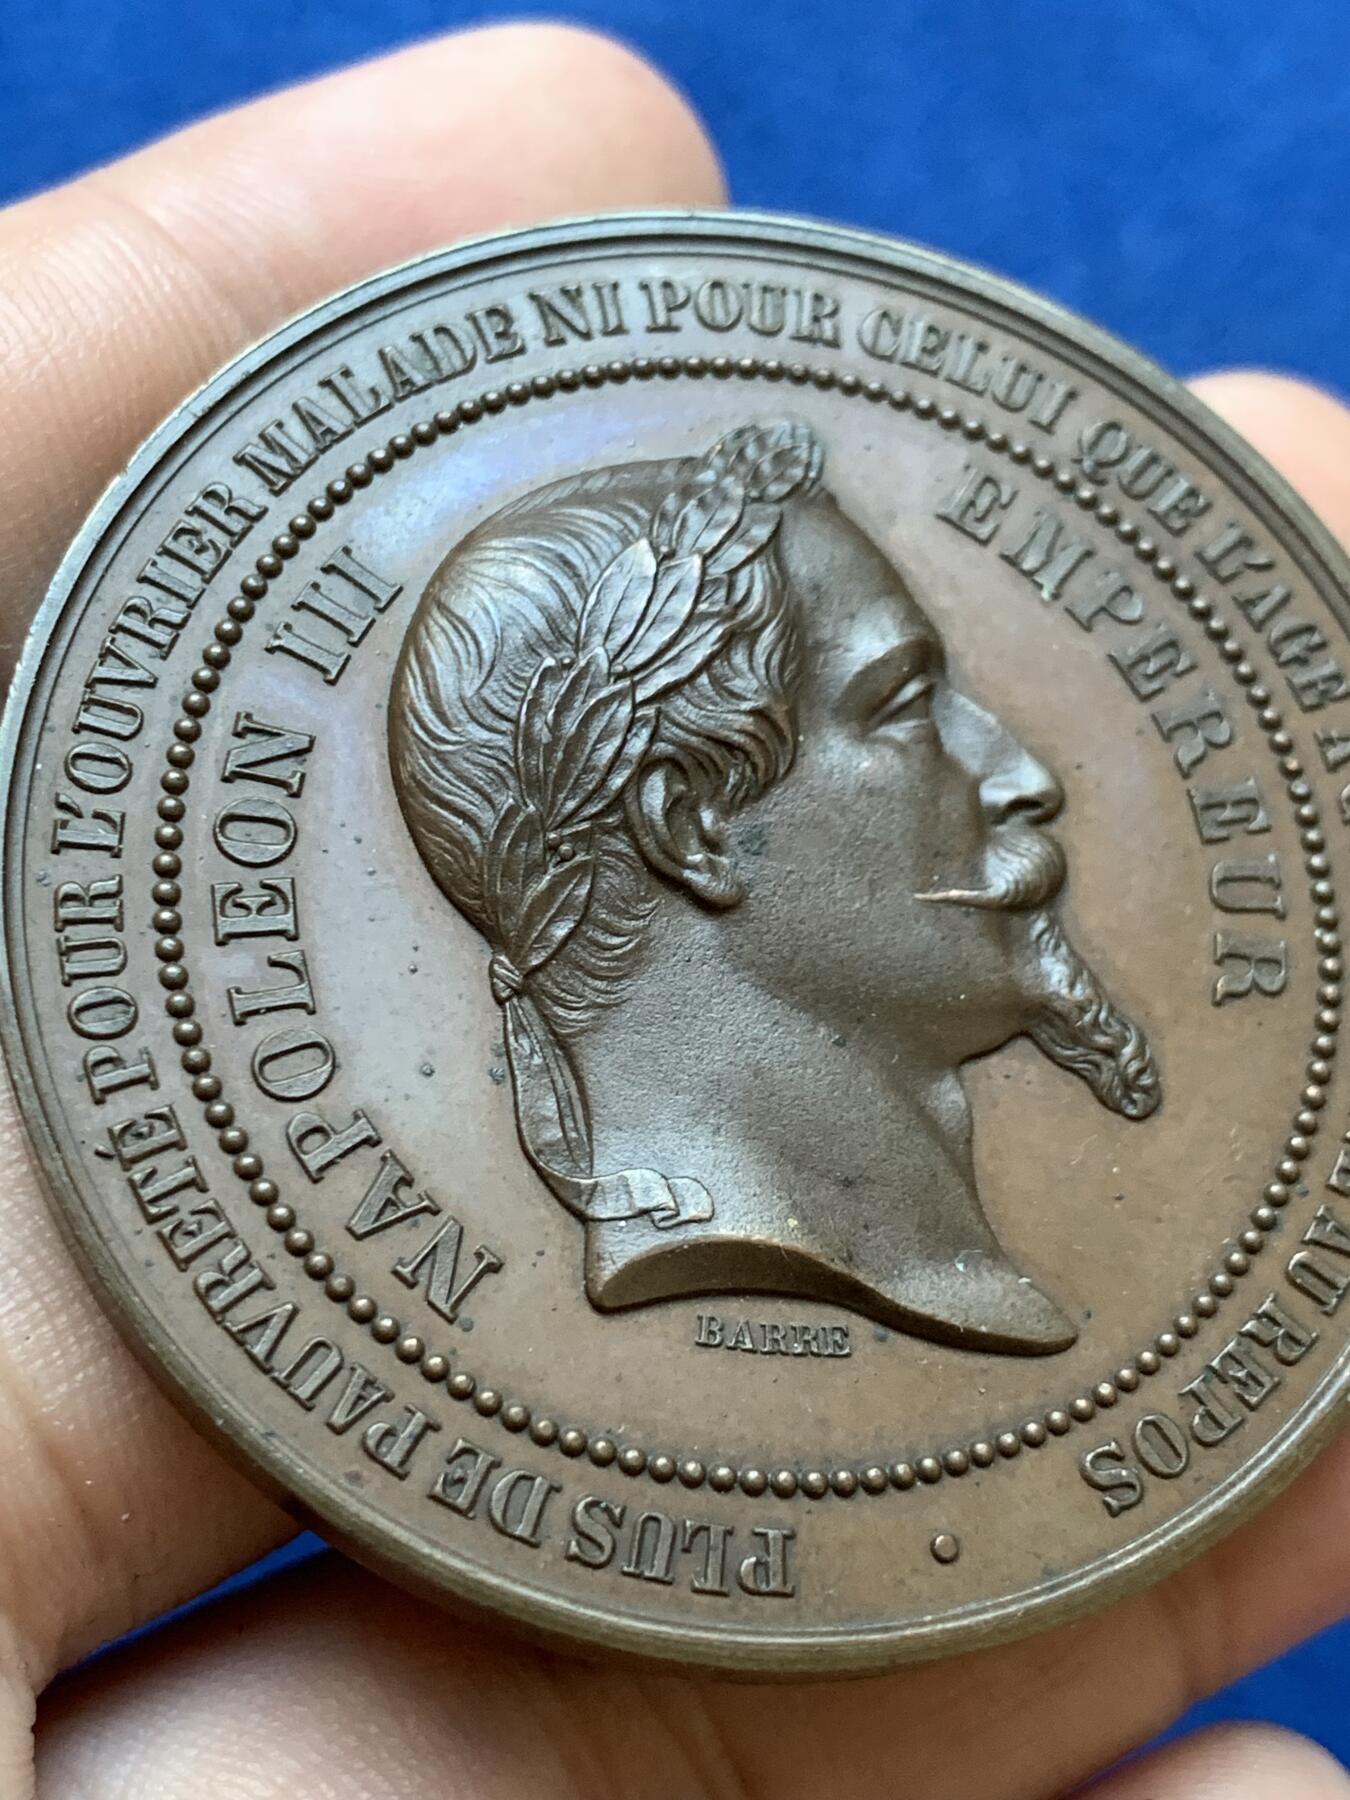 PLUS DE PAUVRETÉ POUR L'OUVRIER MALADE NI POUR CELUI QUE L'AGE AU REPOS
NAPOLEON III EMPEREUR
BARRE